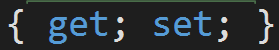 { get; set; }